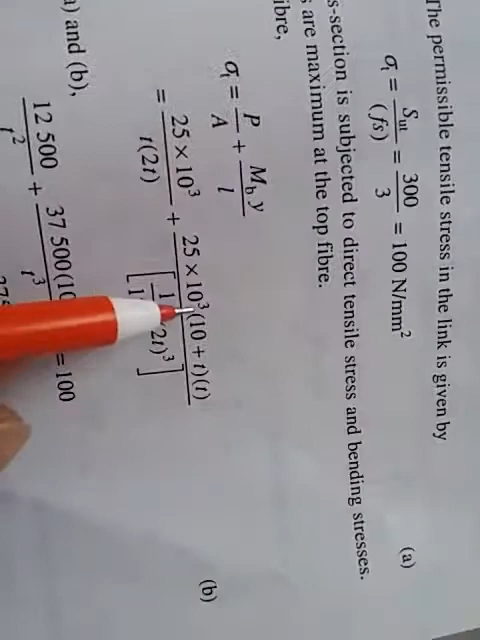 The permissible tensile stress in the link is given by
σt = Sut / (fs) = 300 / 3 = 100 N/mm² (a)
s-section is subjected to direct tensile stress and bending stresses.
are maximum at the top fibre.
ibre,
σt = P / A + Mb y / I
= 25 × 10³ / t(2t) + 25 × 10³(10 + t)(t) / [ 1 (2t)³ ] (b)
) and (b),
12 500 / t² + 37 500(10 / t³ = 100